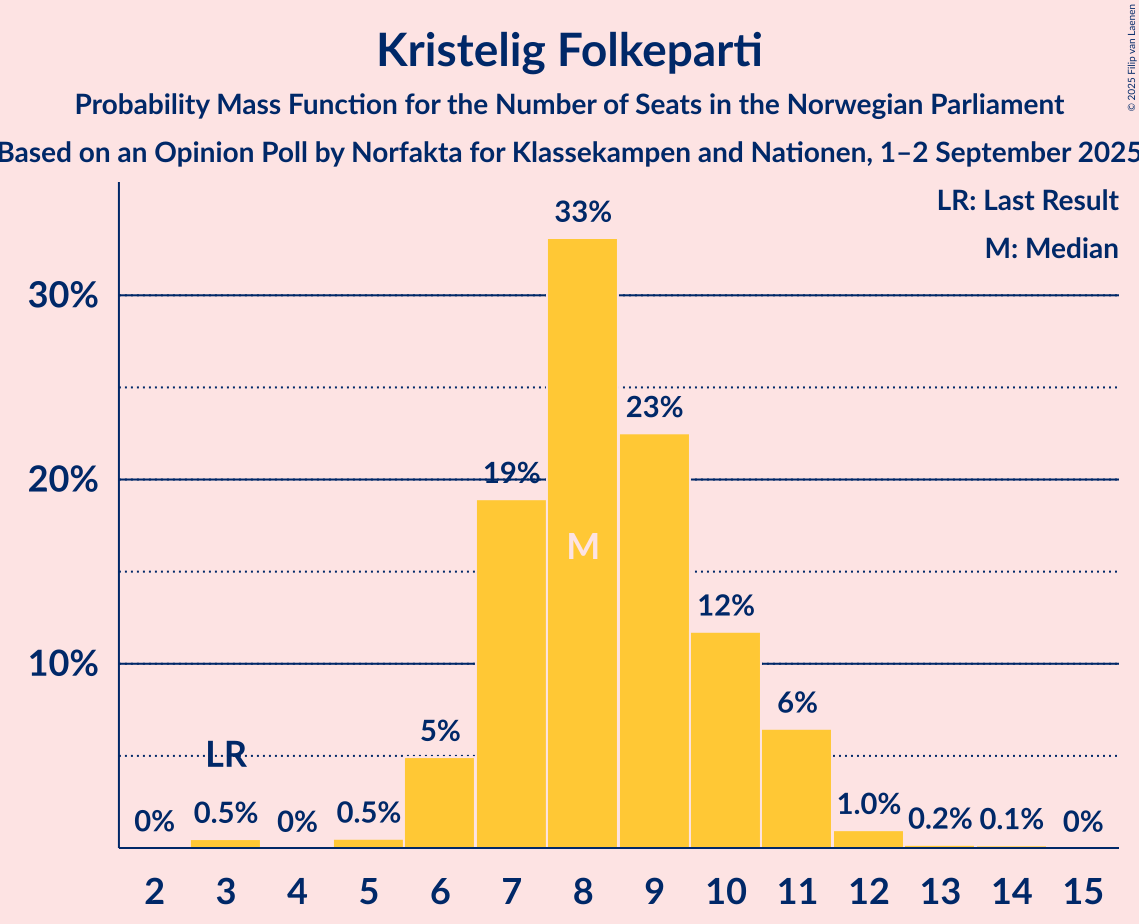 © 2025 Filip van Laenen
Kristelig Folkeparti
Probability Mass Function for the Number of Seats in the Norwegian Parliament
Based on an Opinion Poll by Norfakta for Klassekampen and Nationen, 1–2 September 2025
LR: Last Result
M: Median
30%
20%
10%
0%
0.5%
0%
0.5%
5%
19%
33%
23%
12%
6%
1.0%
0.2%
0.1%
0%
LR
M
2 3 4 5 6 7 8 9 10 11 12 13 14 15